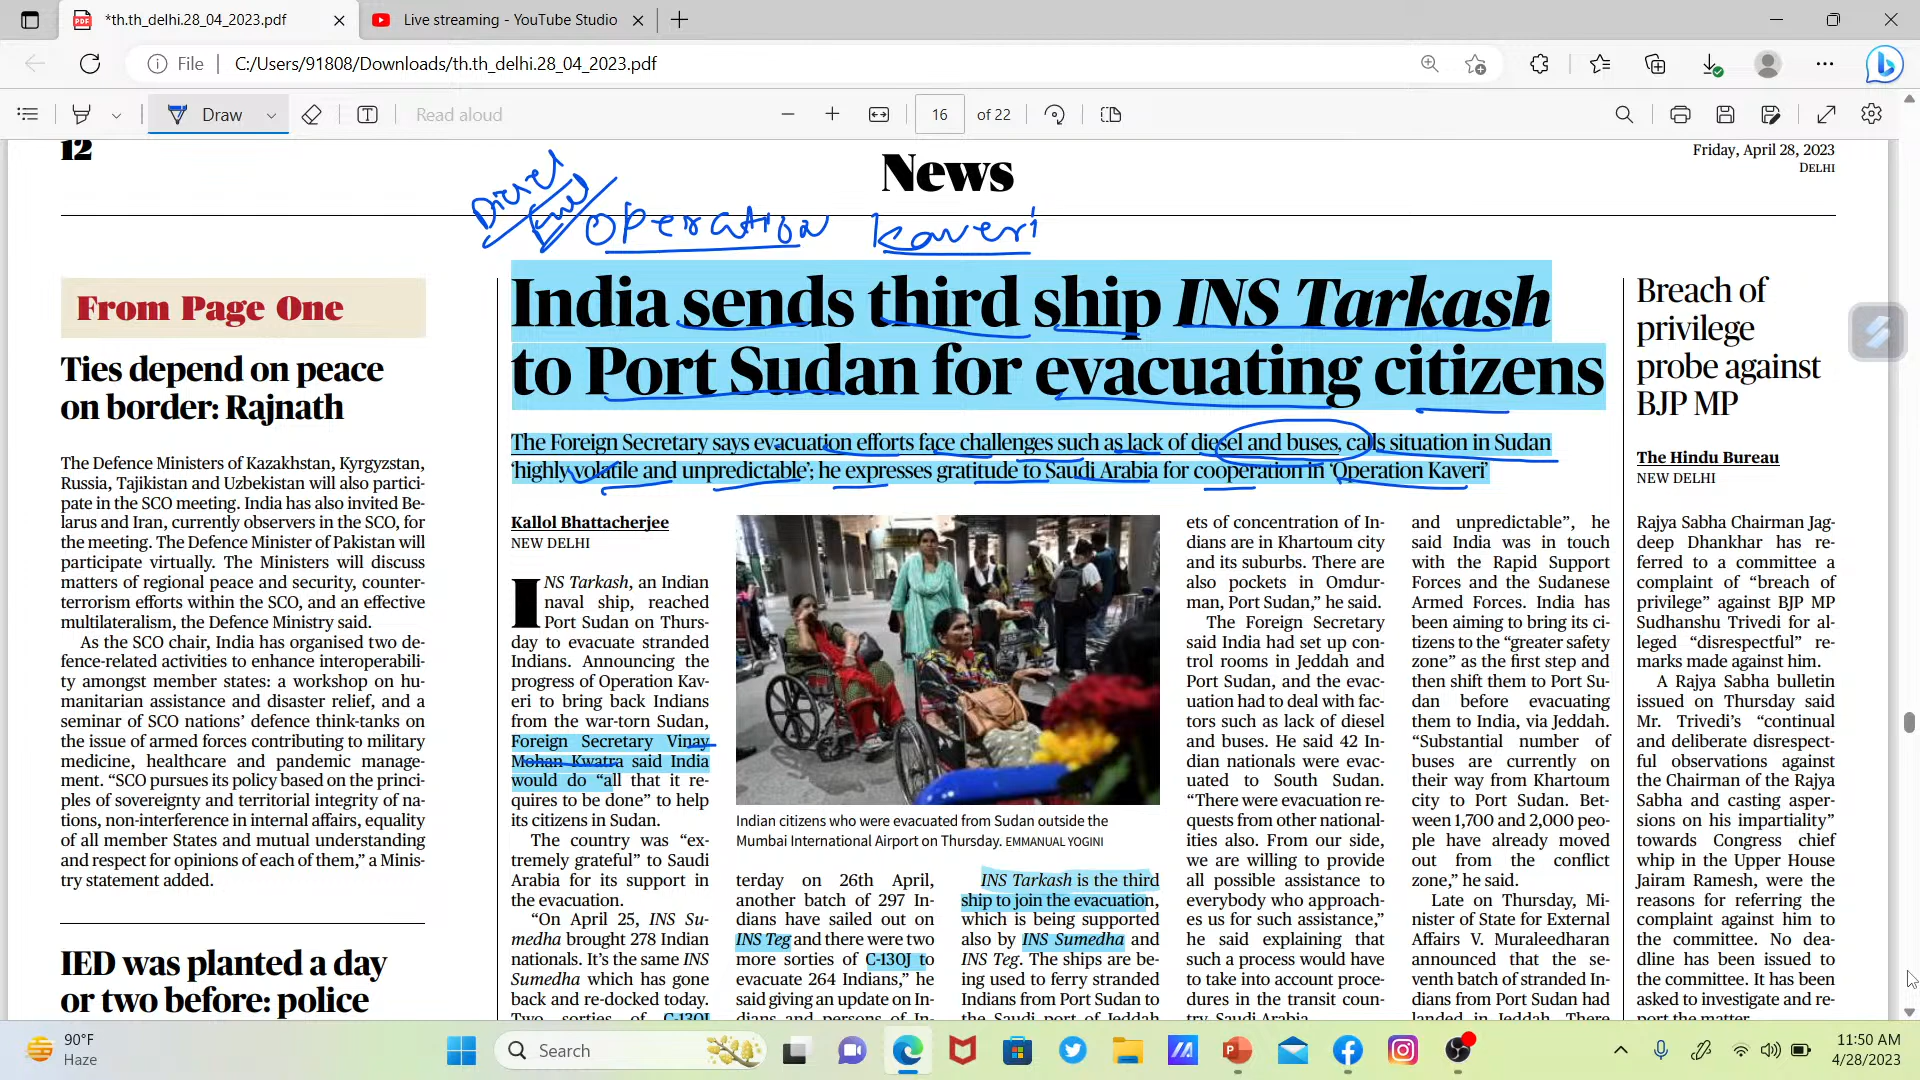 *th.th_delhi.28_04_2023.pdf
Live streaming - YouTube Studio
File
C:/Users/91808/Downloads/th.th_delhi.28_04_2023.pdf
Draw
Read aloud
16 of 22
12
News
Friday, April 28, 2023
DELHI
Diesel
Fuel
Operation Kaveri
From Page One
Ties depend on peace
on border: Rajnath
The Defence Ministers of Kazakhstan, Kyrgyzstan,
Russia, Tajikistan and Uzbekistan will also partici-
pate in the SCO meeting. India has also invited Be-
larus and Iran, currently observers in the SCO, for
the meeting. The Defence Minister of Pakistan will
participate virtually. The Ministers will discuss
matters of regional peace and security, counter-
terrorism efforts within the SCO, and an effective
multilateralism, the Defence Ministry said.
As the SCO chair, India has organised two de-
fence-related activities to enhance interoperabili-
ty amongst member states: a workshop on hu-
manitarian assistance and disaster relief, and a
seminar of SCO nations’ defence think-tanks on
the issue of armed forces contributing to military
medicine, healthcare and pandemic manage-
ment. “SCO pursues its policy based on the princi-
ples of sovereignty and territorial integrity of na-
tions, non-interference in internal affairs, equality
of all member States and mutual understanding
and respect for opinions of each of them,” a Minis-
try statement added.
IED was planted a day
or two before: police
India sends third ship INS Tarkash
to Port Sudan for evacuating citizens
The Foreign Secretary says evacuation efforts face challenges such as lack of diesel and buses, calls situation in Sudan
‘highly volatile and unpredictable’; he expresses gratitude to Saudi Arabia for cooperation in ‘Operation Kaveri’
Kallol Bhattacherjee
NEW DELHI
INS Tarkash, an Indian
naval ship, reached
Port Sudan on Thurs-
day to evacuate stranded
Indians. Announcing the
progress of Operation Kav-
eri to bring back Indians
from the war-torn Sudan,
Foreign Secretary Vinay
Mohan Kwatra said India
would do “all that it re-
quires to be done” to help
its citizens in Sudan.
The country was “ex-
tremely grateful” to Saudi
Arabia for its support in
the evacuation.
“On April 25, INS Su-
medha brought 278 Indian
nationals. It’s the same INS
Sumedha which has gone
back and re-docked today.
Two sorties of C-130J
Indian citizens who were evacuated from Sudan outside the
Mumbai International Airport on Thursday. EMMANUAL YOGINI
terday on 26th April,
another batch of 297 In-
dians have sailed out on
INS Teg and there were two
more sorties of C-130J to
evacuate 264 Indians,” he
said giving an update on In-
dians and persons of In-
INS Tarkash is the third
ship to join the evacuation,
which is being supported
also by INS Sumedha and
INS Teg. The ships are be-
ing used to ferry stranded
Indians from Port Sudan to
the Saudi port of Jeddah
ets of concentration of In-
dians are in Khartoum city
and its suburbs. There are
also pockets in Omdur-
man, Port Sudan,” he said.
The Foreign Secretary
said India had set up con-
trol rooms in Jeddah and
Port Sudan, and the evac-
uation had to deal with fac-
tors such as lack of diesel
and buses. He said 42 In-
dian nationals were evac-
uated to South Sudan.
“There were evacuation re-
quests from other national-
ities also. From our side,
we are willing to provide
all possible assistance to
everybody who approach-
es us for such assistance,”
he said explaining that
such a process would have
to take into account proce-
dures in the transit coun-
try, Saudi Arabia.
and unpredictable”, he
said India was in touch
with the Rapid Support
Forces and the Sudanese
Armed Forces. India has
been aiming to bring its ci-
tizens to the “greater safety
zone” as the first step and
then shift them to Port Su-
dan before evacuating
them to India, via Jeddah.
“Substantial number of
buses are currently on
their way from Khartoum
city to Port Sudan. Bet-
ween 1,700 and 2,000 peo-
ple have already moved
out from the conflict
zone,” he said.
Late on Thursday, Mi-
nister of State for External
Affairs V. Muraleedharan
announced that the se-
venth batch of stranded In-
dians from Port Sudan had
landed in Jeddah. There
Breach of
privilege
probe against
BJP MP
The Hindu Bureau
NEW DELHI
Rajya Sabha Chairman Jag-
deep Dhankhar has re-
ferred to a committee a
complaint of “breach of
privilege” against BJP MP
Sudhanshu Trivedi for al-
leged “disrespectful” re-
marks made against him.
A Rajya Sabha bulletin
issued on Thursday said
Mr. Trivedi’s “continual
and deliberate disrespect-
ful observations against
the Chairman of the Rajya
Sabha and casting asper-
sions on his impartiality”
towards Congress chief
whip in the Upper House
Jairam Ramesh, were the
reasons for referring the
complaint against him to
the committee. No dea-
dline has been issued to
the committee. It has been
asked to investigate and re-
port the matter.
90°F
Haze
Search
11:50 AM
4/28/2023